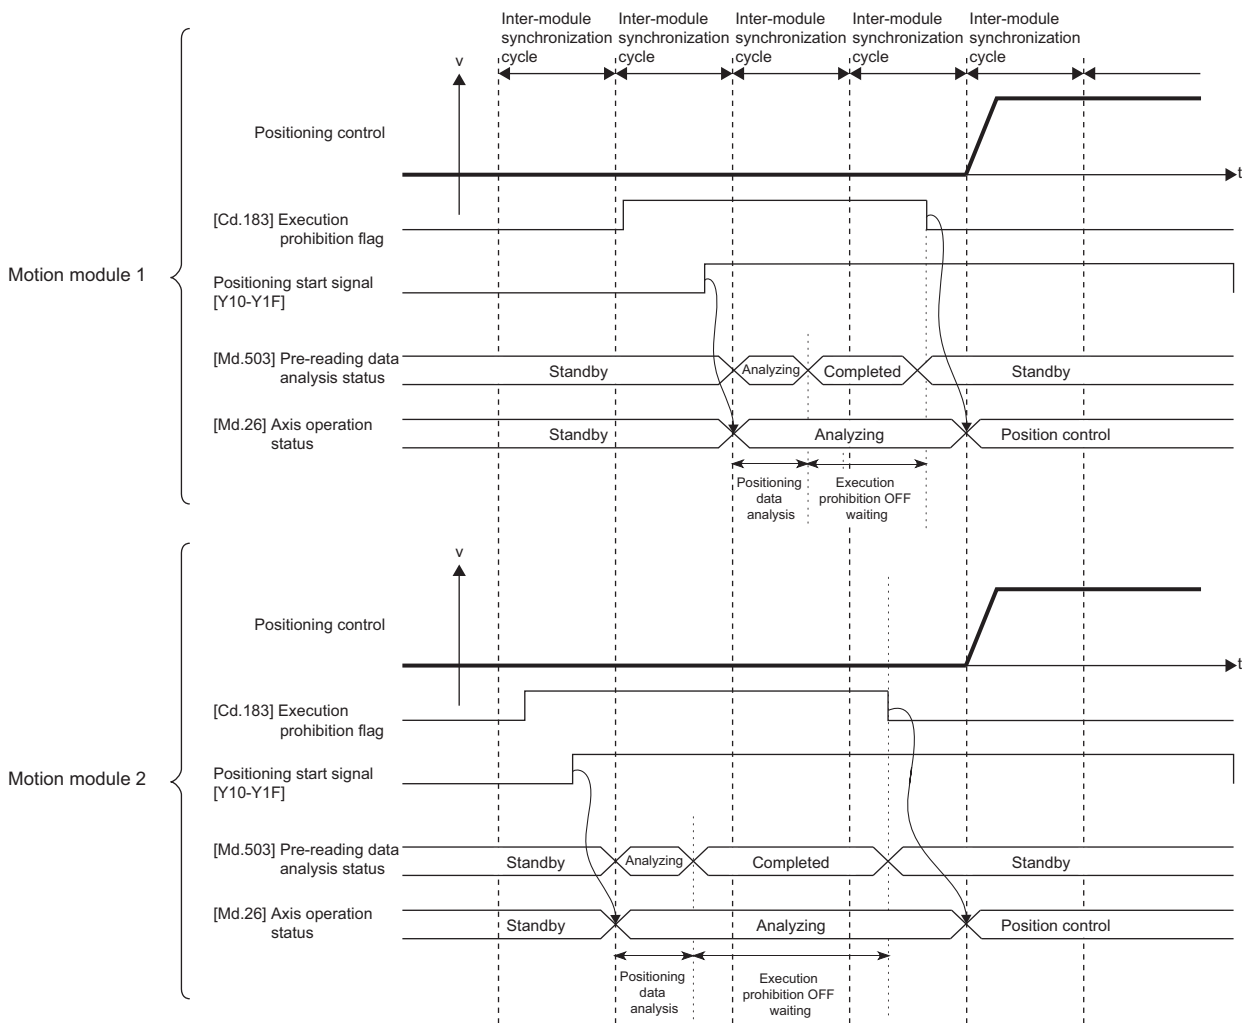 Inter-module Inter-module Inter-module Inter-module Inter-module
synchronization synchronization synchronization synchronization synchronization
cycle cycle cycle cycle cycle
v
Positioning control
t
[Cd.183] Execution
prohibition flag
Motion module 1
Positioning start signal
[Y10-Y1F]
[Md.503] Pre-reading data
analysis status
Standby Analyzing Completed Standby
[Md.26] Axis operation
status
Standby Analyzing Position control
Positioning
data
analysis
Execution
prohibition OFF
waiting
v
Positioning control
t
[Cd.183] Execution
prohibition flag
Motion module 2
Positioning start signal
[Y10-Y1F]
[Md.503] Pre-reading data
analysis status
Standby Analyzing Completed Standby
[Md.26] Axis operation
status
Standby Analyzing Position control
Positioning
data
analysis
Execution
prohibition OFF
waiting